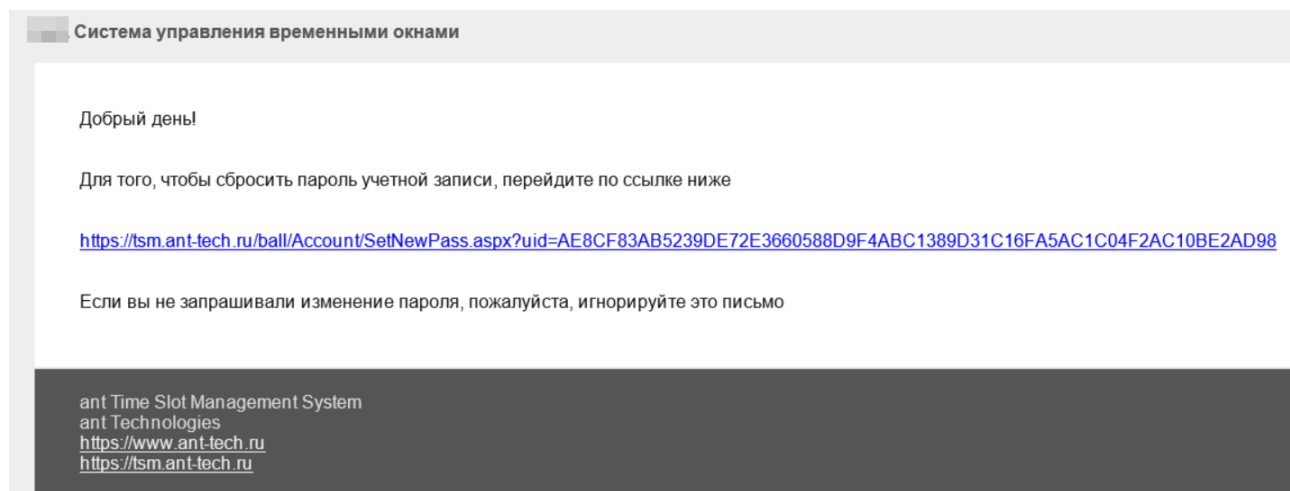 Система управления временными окнами
Добрый день!
Для того, чтобы сбросить пароль учетной записи, перейдите по ссылке ниже
https://tsm.ant-tech.ru/ball/Account/SetNewPass.aspx?uid=AE8CF83AB5239DE72E3660588D9F4ABC1389D31C16FA5AC1C04F2AC10BE2AD98
Если вы не запрашивали изменение пароля, пожалуйста, игнорируйте это письмо
ant Time Slot Management System
ant Technologies
https://www.ant-tech.ru
https://tsm.ant-tech.ru